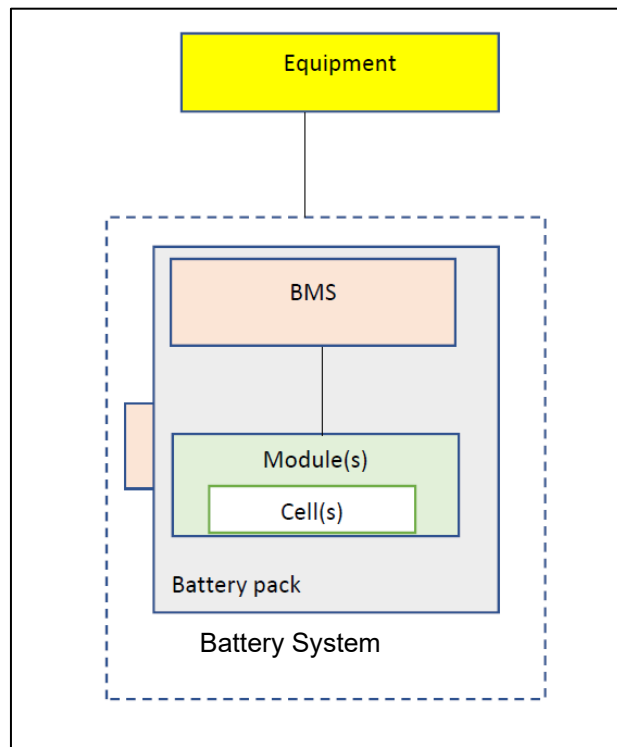 Equipment
BMS
Module(s)
Cell(s)
Battery pack
Battery System